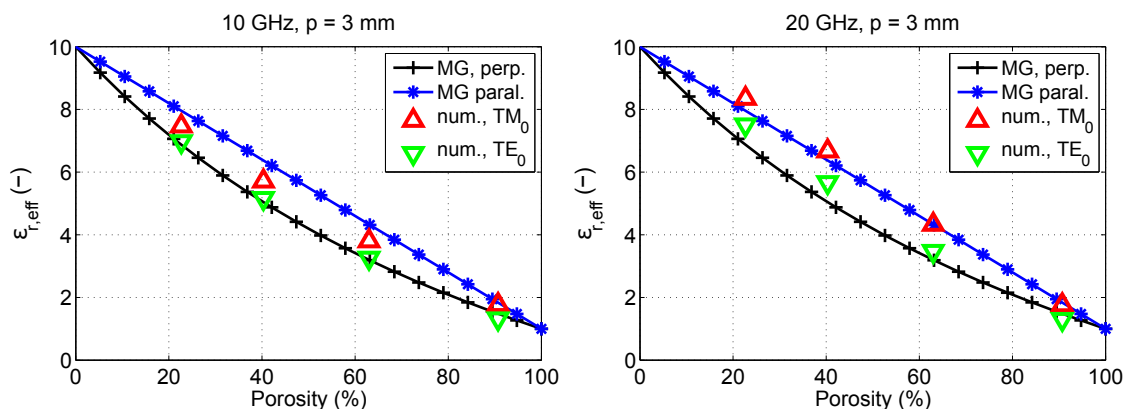 10 GHz, p = 3 mm
10
8
6
4
2
0
ε_r,eff (−)
0 20 40 60 80 100
Porosity (%)
MG, perp.
MG paral.
num., TM_0
num., TE_0
20 GHz, p = 3 mm
10
8
6
4
2
0
ε_r,eff (−)
0 20 40 60 80 100
Porosity (%)
MG, perp.
MG paral.
num., TM_0
num., TE_0